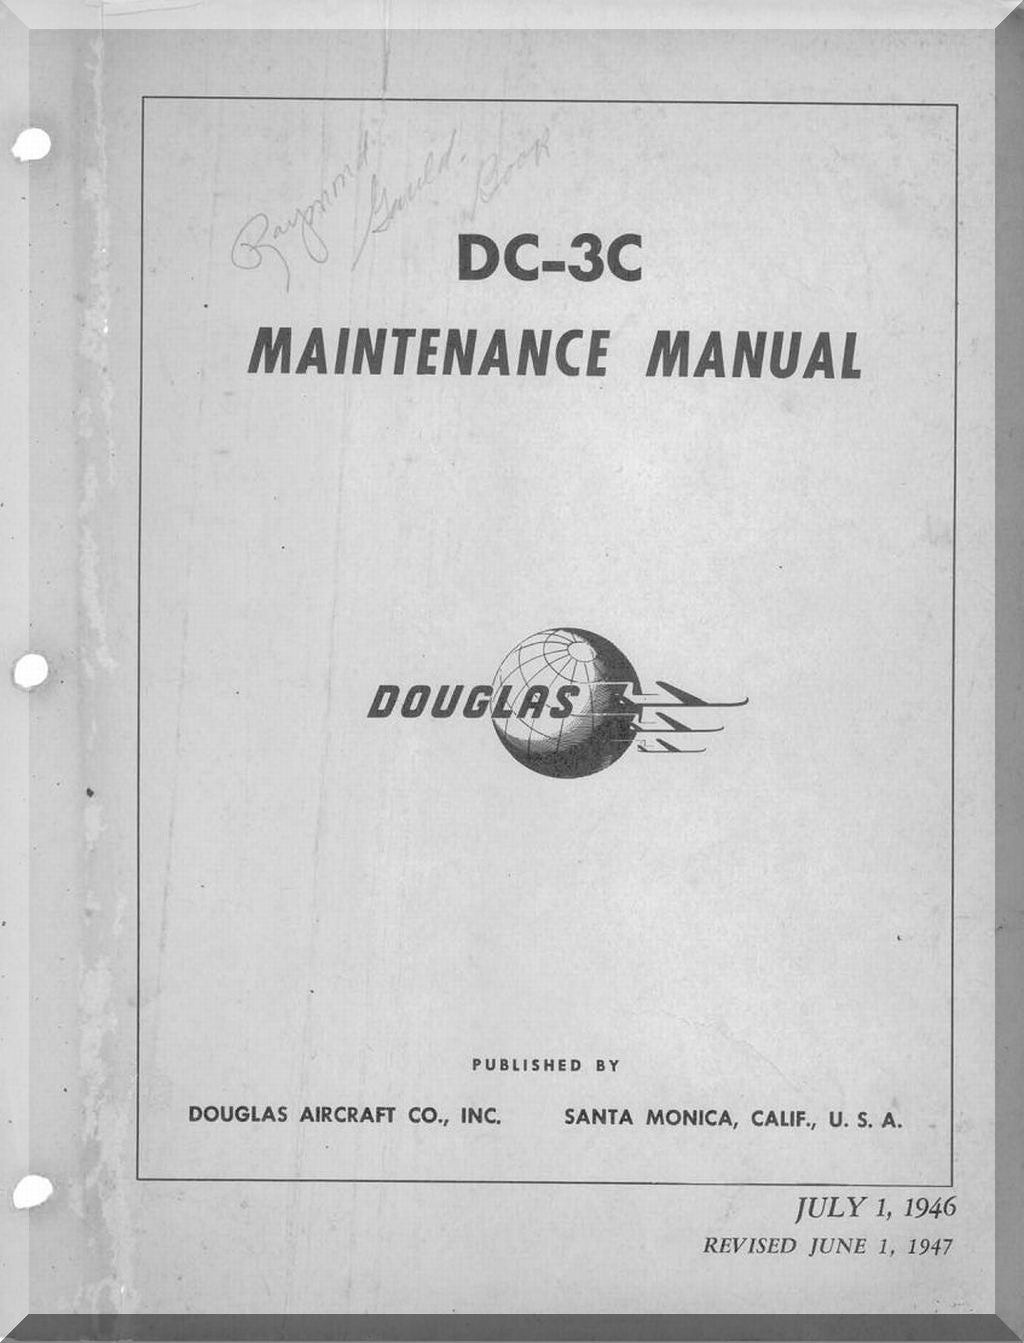 Raymond
Gauld.
Book
DC-3C
MAINTENANCE MANUAL
DOUGLAS
PUBLISHED BY
DOUGLAS AIRCRAFT CO., INC. SANTA MONICA, CALIF., U. S. A.
JULY 1, 1946
REVISED JUNE 1, 1947